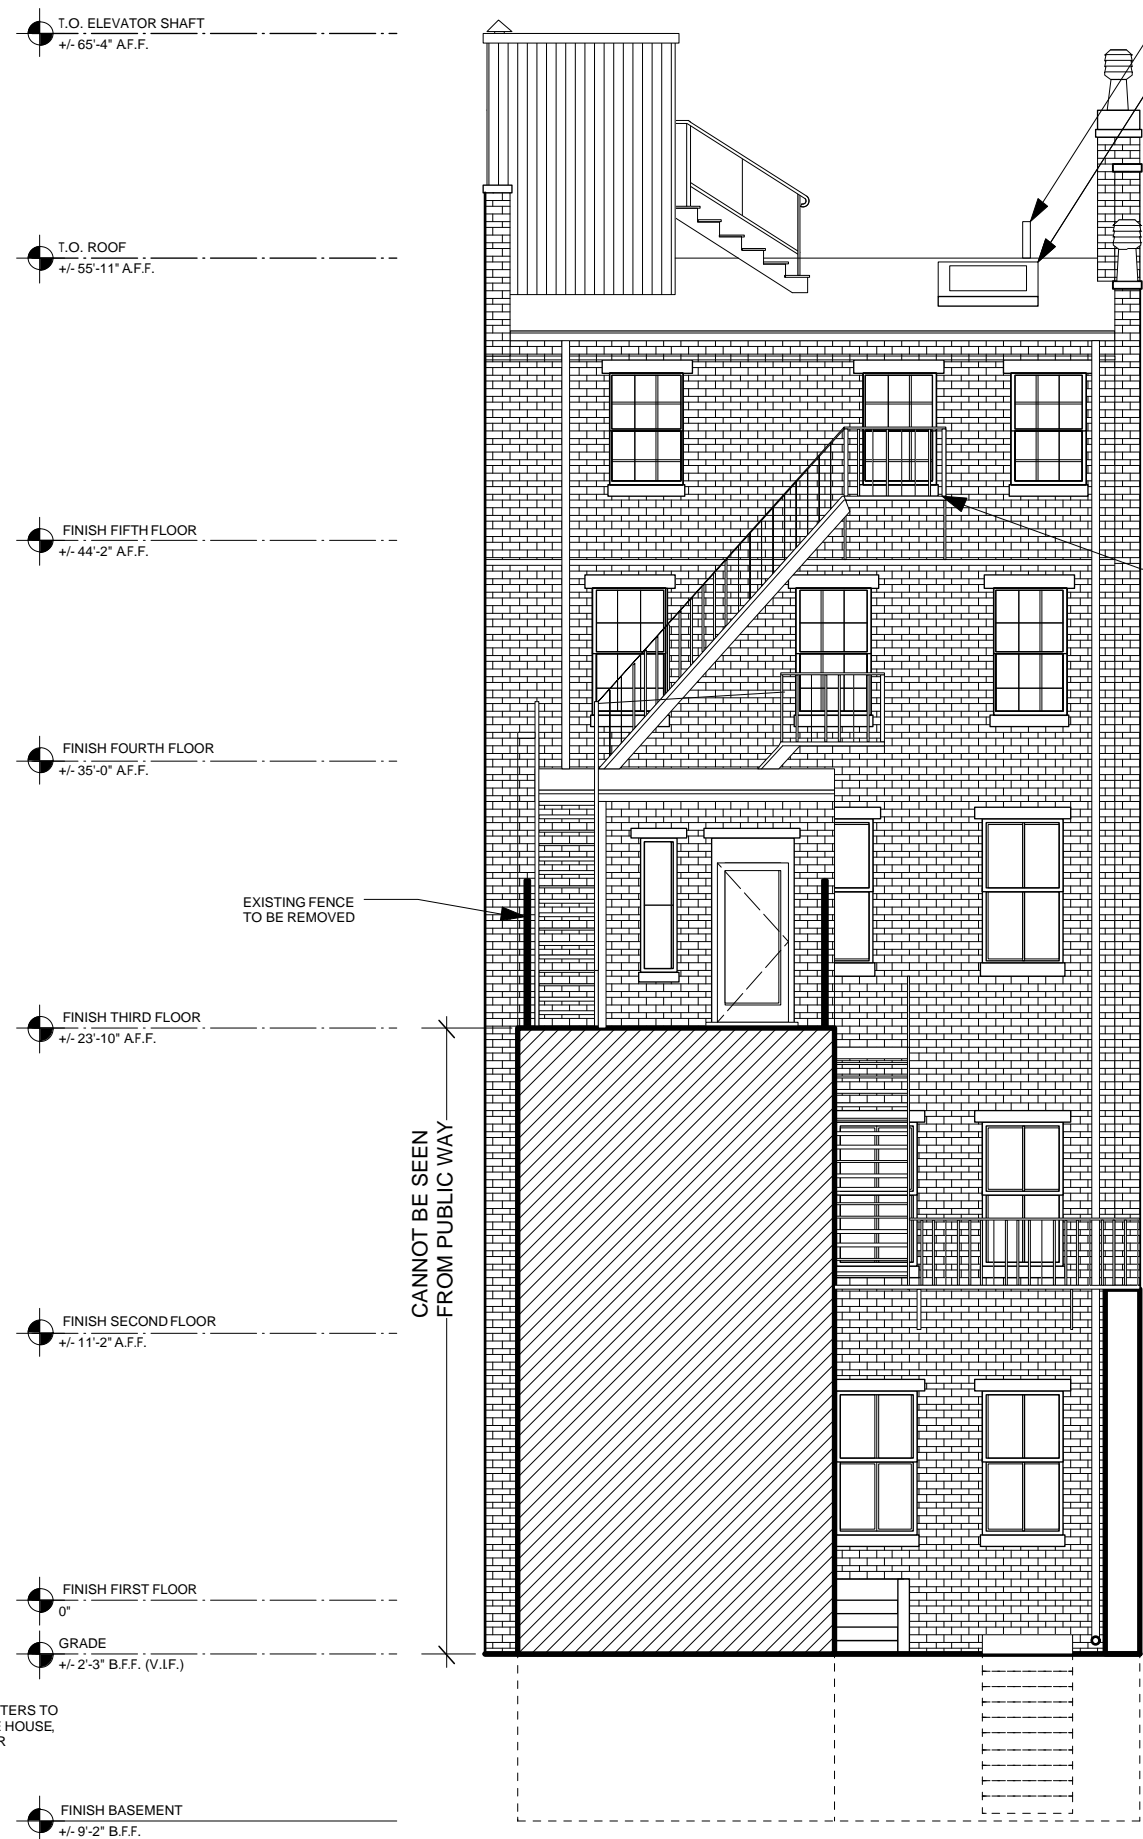 T.O. ELEVATOR SHAFT
+/- 65'-4" A.F.F.
T.O. ROOF
+/- 55'-11" A.F.F.
FINISH FIFTH FLOOR
+/- 44'-2" A.F.F.
FINISH FOURTH FLOOR
+/- 35'-0" A.F.F.
EXISTING FENCE
TO BE REMOVED
FINISH THIRD FLOOR
+/- 23'-10" A.F.F.
CANNOT BE SEEN
FROM PUBLIC WAY
FINISH SECOND FLOOR
+/- 11'-2" A.F.F.
FINISH FIRST FLOOR
0"
GRADE
+/- 2'-3" B.F.F. (V.I.F.)
TERS TO
E HOUSE,
R
FINISH BASEMENT
+/- 9'-2" B.F.F.